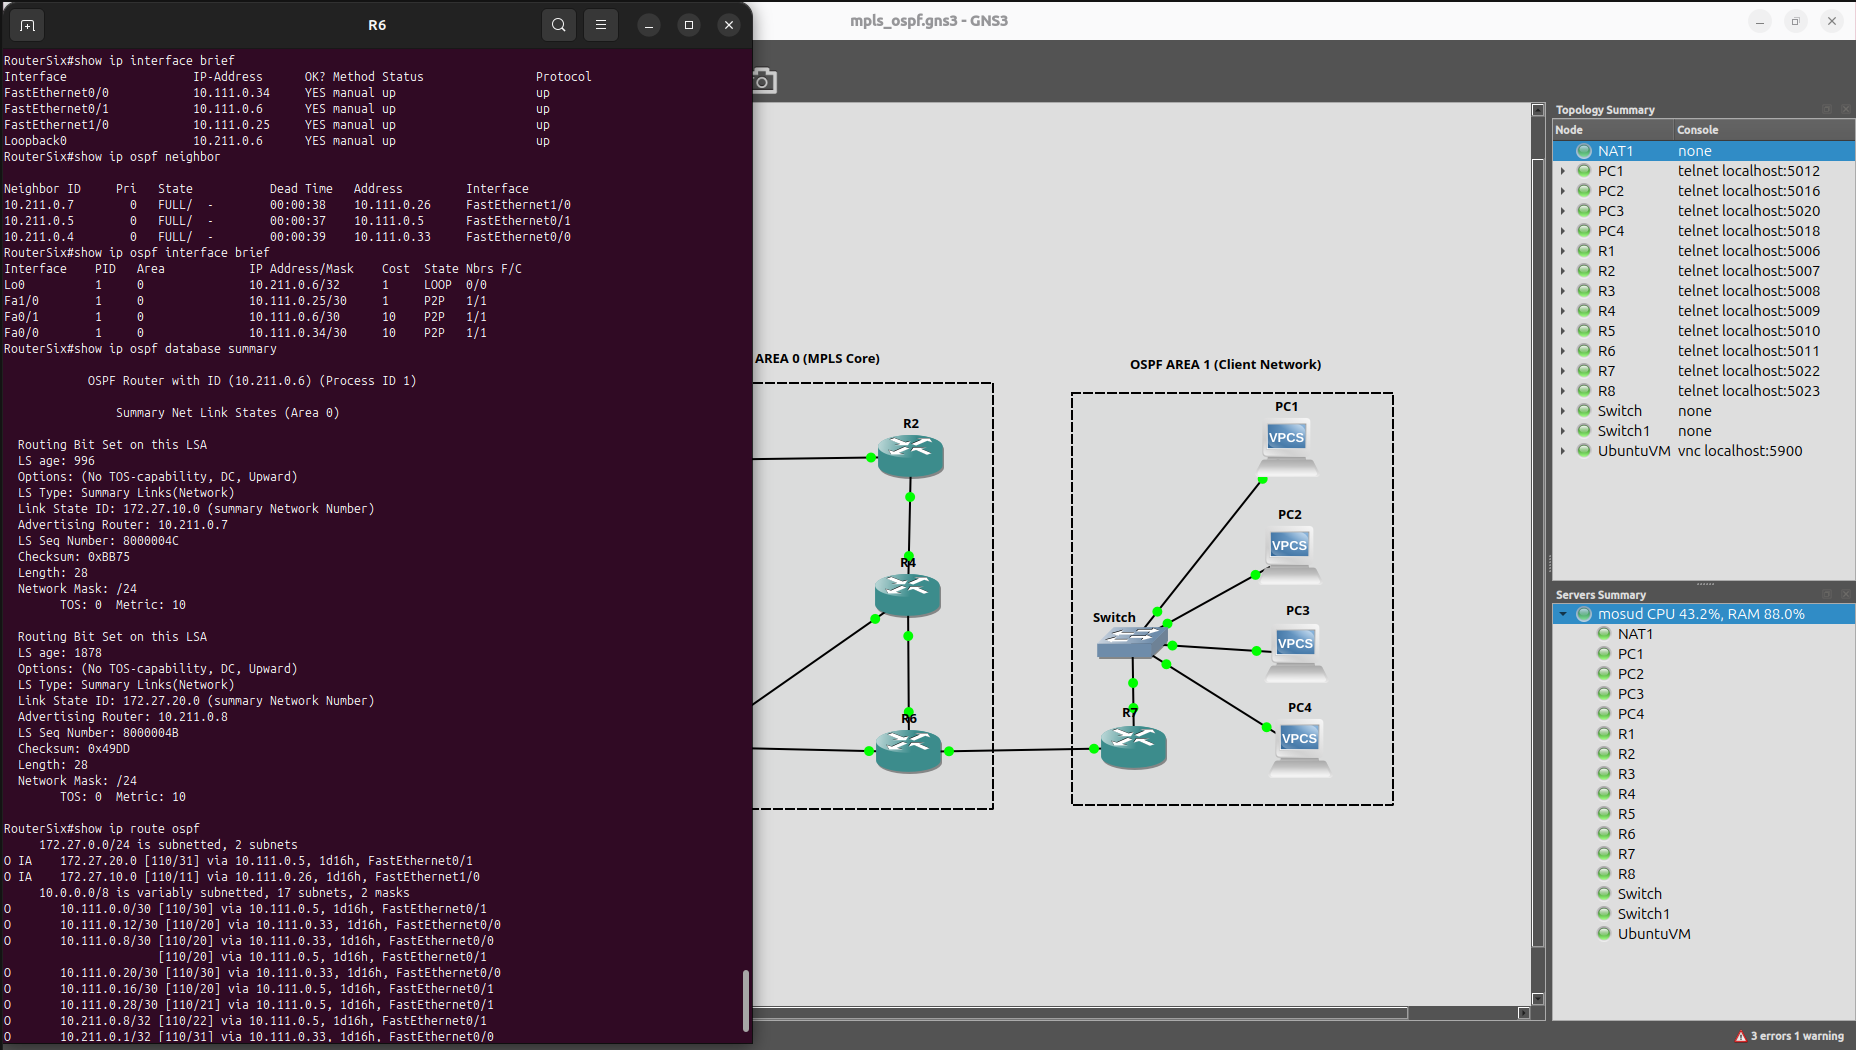 R6
RouterSix#show ip interface brief
Interface                  IP-Address      OK? Method Status                Protocol
FastEthernet0/0            10.111.0.34     YES manual up                    up
FastEthernet0/1            10.111.0.6      YES manual up                    up
FastEthernet1/0            10.111.0.25     YES manual up                    up
Loopback0                  10.211.0.6      YES manual up                    up
RouterSix#show ip ospf neighbor
Neighbor ID     Pri   State           Dead Time   Address         Interface
10.211.0.7        0   FULL/  -        00:00:38    10.111.0.26     FastEthernet1/0
10.211.0.5        0   FULL/  -        00:00:37    10.111.0.5      FastEthernet0/1
10.211.0.4        0   FULL/  -        00:00:39    10.111.0.33     FastEthernet0/0
RouterSix#show ip ospf interface brief
Interface    PID   Area            IP Address/Mask    Cost  State Nbrs F/C
Lo0          1     0               10.211.0.6/32      1     LOOP  0/0
Fa1/0        1     0               10.111.0.25/30     1     P2P   1/1
Fa0/1        1     0               10.111.0.6/30      10    P2P   1/1
Fa0/0        1     0               10.111.0.34/30     10    P2P   1/1
RouterSix#show ip ospf database summary
OSPF Router with ID (10.211.0.6) (Process ID 1)
Summary Net Link States (Area 0)
Routing Bit Set on this LSA
LS age: 996
Options: (No TOS-capability, DC, Upward)
LS Type: Summary Links(Network)
Link State ID: 172.27.10.0 (summary Network Number)
Advertising Router: 10.211.0.7
LS Seq Number: 8000004C
Checksum: 0xBB75
Length: 28
Network Mask: /24
TOS: 0  Metric: 10
Routing Bit Set on this LSA
LS age: 1878
Options: (No TOS-capability, DC, Upward)
LS Type: Summary Links(Network)
Link State ID: 172.27.20.0 (summary Network Number)
Advertising Router: 10.211.0.8
LS Seq Number: 8000004B
Checksum: 0x49DD
Length: 28
Network Mask: /24
TOS: 0  Metric: 10
RouterSix#show ip route ospf
172.27.0.0/24 is subnetted, 2 subnets
O IA    172.27.20.0 [110/31] via 10.111.0.5, 1d16h, FastEthernet0/1
O IA    172.27.10.0 [110/11] via 10.111.0.26, 1d16h, FastEthernet1/0
10.0.0.0/8 is variably subnetted, 17 subnets, 2 masks
O       10.111.0.0/30 [110/30] via 10.111.0.5, 1d16h, FastEthernet0/1
O       10.111.0.12/30 [110/20] via 10.111.0.33, 1d16h, FastEthernet0/0
O       10.111.0.8/30 [110/20] via 10.111.0.33, 1d16h, FastEthernet0/0
[110/20] via 10.111.0.5, 1d16h, FastEthernet0/1
O       10.111.0.20/30 [110/30] via 10.111.0.33, 1d16h, FastEthernet0/0
O       10.111.0.16/30 [110/20] via 10.111.0.5, 1d16h, FastEthernet0/1
O       10.111.0.28/30 [110/21] via 10.111.0.5, 1d16h, FastEthernet0/1
O       10.211.0.8/32 [110/22] via 10.111.0.5, 1d16h, FastEthernet0/1
O       10.211.0.1/32 [110/31] via 10.111.0.33, 1d16h, FastEthernet0/0
mpls_ospf.gns3 - GNS3
AREA 0 (MPLS Core)
R2
R4
R6
OSPF AREA 1 (Client Network)
PC1
VPCS
PC2
VPCS
PC3
VPCS
Switch
R7
PC4
VPCS
Topology Summary
Node Console
NAT1 none
PC1 telnet localhost:5012
PC2 telnet localhost:5016
PC3 telnet localhost:5020
PC4 telnet localhost:5018
R1 telnet localhost:5006
R2 telnet localhost:5007
R3 telnet localhost:5008
R4 telnet localhost:5009
R5 telnet localhost:5010
R6 telnet localhost:5011
R7 telnet localhost:5022
R8 telnet localhost:5023
Switch none
Switch1 none
UbuntuVM vnc localhost:5900
Servers Summary
mosud CPU 43.2%, RAM 88.0%
NAT1
PC1
PC2
PC3
PC4
R1
R2
R3
R4
R5
R6
R7
R8
Switch
Switch1
UbuntuVM
3 errors 1 warning